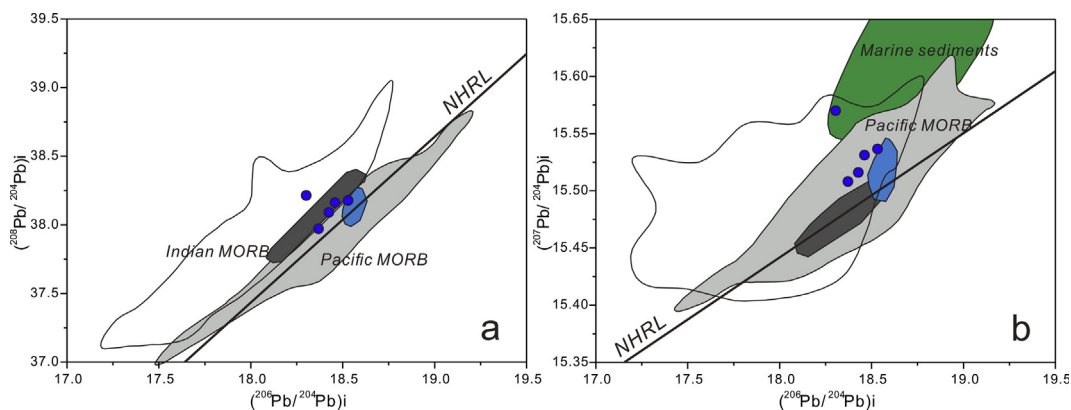 39.5
39.0
38.5
38.0
37.5
37.0
(²⁰⁸Pb/ ²⁰⁴Pb)i
NHRL
Indian MORB
Pacific MORB
a
17.0 17.5 18.0 18.5 19.0 19.5
(²⁰⁶Pb/ ²⁰⁴Pb)i
15.65
15.60
15.55
15.50
15.45
15.40
15.35
(²⁰⁷Pb/ ²⁰⁴Pb)i
Marine sediments
Pacific MORB
NHRL
b
17.0 17.5 18.0 18.5 19.0 19.5
(²⁰⁶Pb/ ²⁰⁴Pb)i